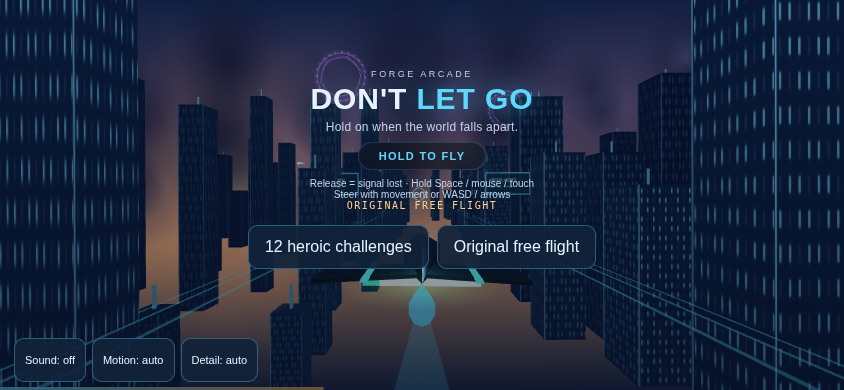 FORGE ARCADE
DON'T LET GO
Hold on when the world falls apart.
HOLD TO FLY
Release = signal lost · Hold Space / mouse / touch
Steer with movement or WASD / arrows
ORIGINAL FREE FLIGHT
12 heroic challenges
Original free flight
Sound: off
Motion: auto
Detail: auto